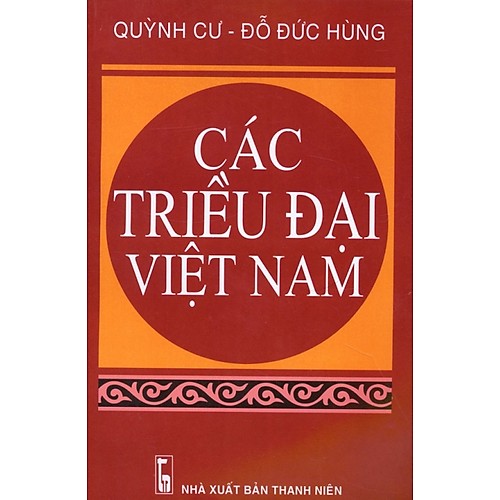 QUỲNH CƯ - ĐỖ ĐỨC HÙNG
CÁC
TRIỀU ĐẠI
VIỆT NAM
NHÀ XUẤT BẢN THANH NIÊN